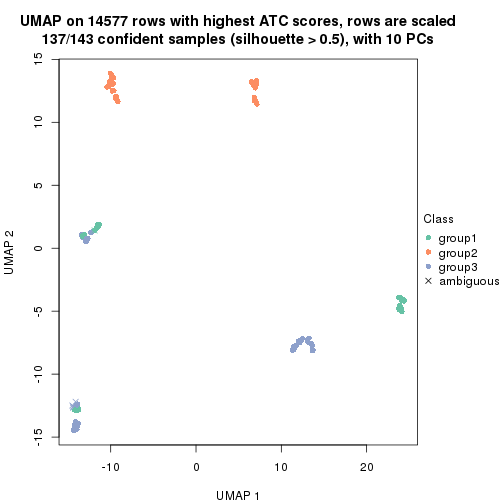 UMAP on 14577 rows with highest ATC scores, rows are scaled
137/143 confident samples (silhouette > 0.5), with 10 PCs
15
10
5
0
-5
-10
-15
UMAP 2
-10
0
10
20
UMAP 1
Class
group1
group2
group3
ambiguous